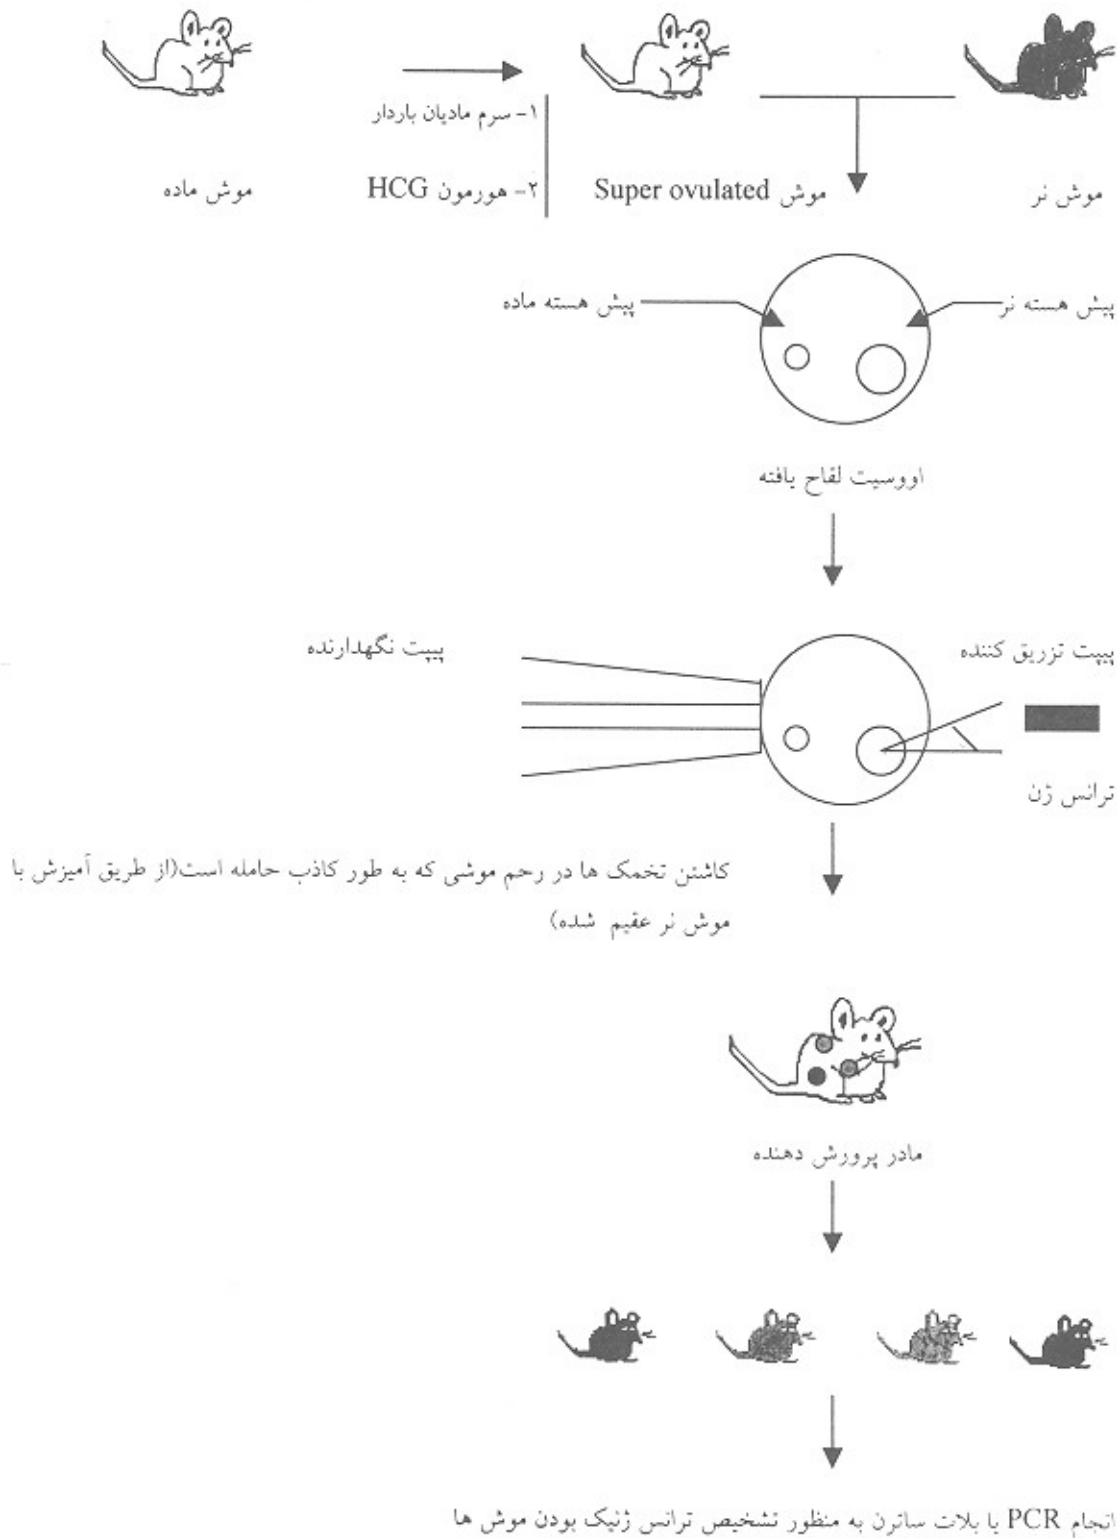 ۱- سرم مادیان باردار
موش نر
موش Super ovulated
۲- هورمون HCG
موش ماده
پیش هسته نر
پیش هسته ماده
اووسیت لقاح یافته
پیپت تزریق کننده
پیپت نگهدارنده
ترانس ژن
کاشتن تخمک ها در رحم موشی که به طور کاذب حامله است(از طریق آمیزش با
موش نر عقیم شده)
مادر پرورش دهنده
انجام PCR یا بلات ساترن به منظور تشخیص ترانس ژنیک بودن موش ها